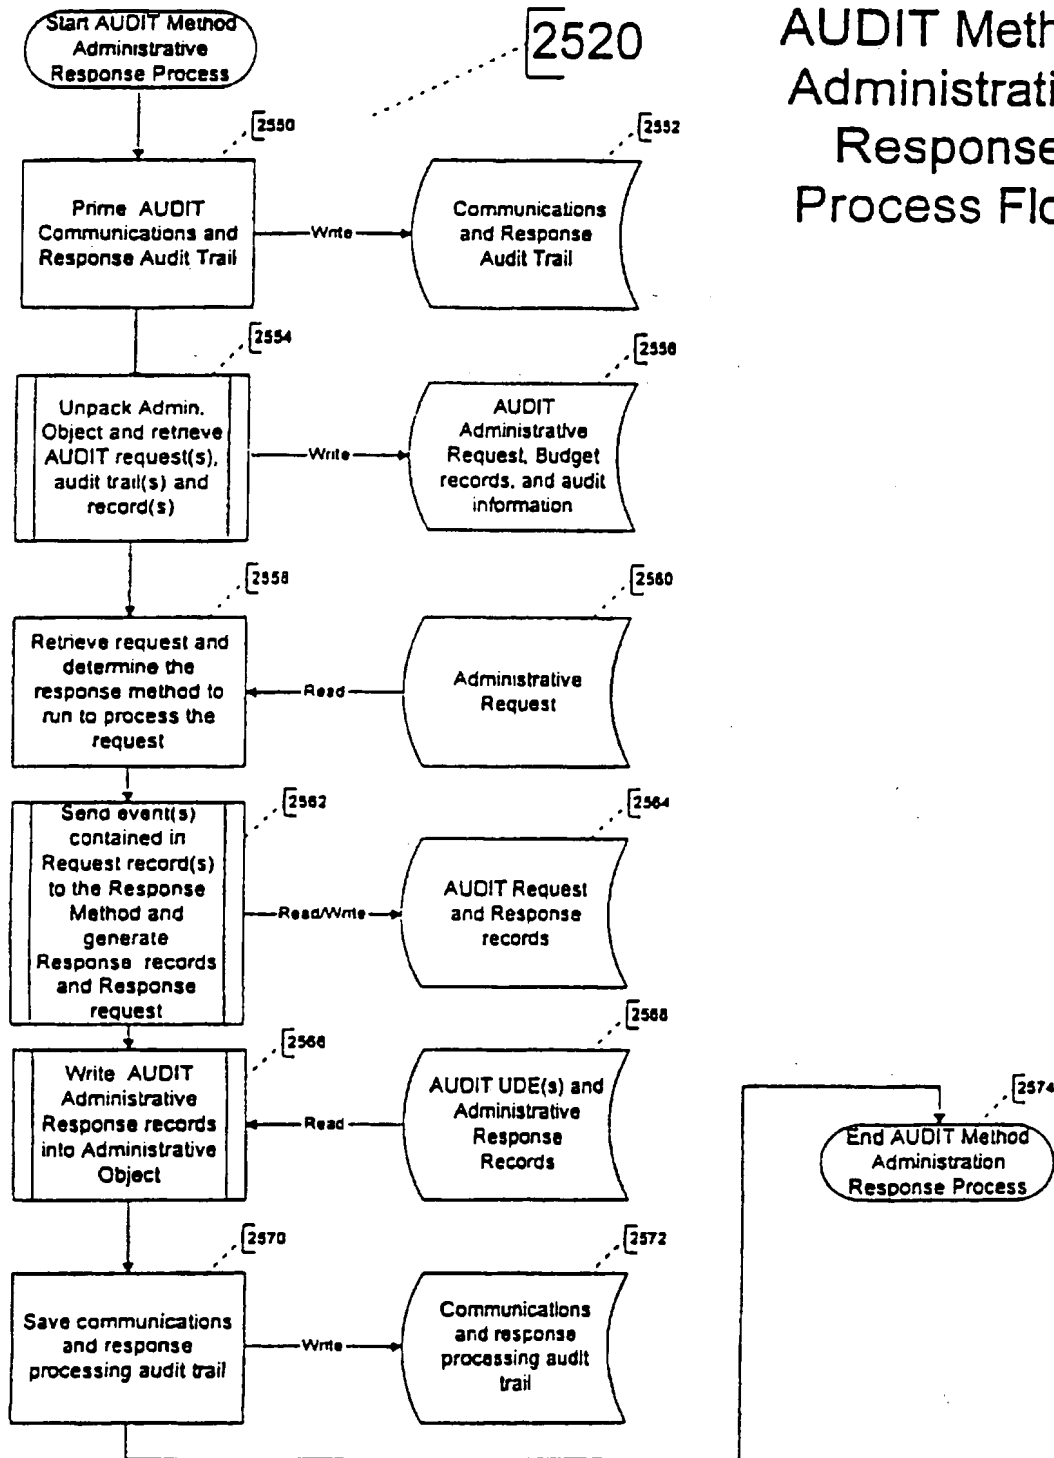 Start AUDIT Method
Administrative
Response Process
2520
AUDIT Meth
Administrati
Response
Process Flo
2550
Prime AUDIT
Communications and
Response Audit Trail
Write
2552
Communications
and Response
Audit Trail
2554
Unpack Admin.
Object and retrieve
AUDIT request(s),
audit trail(s) and
record(s)
Write
2556
AUDIT
Administrative
Request, Budget
records, and audit
information
2558
Retrieve request and
determine the
response method to
run to process the
request
Read
2560
Administrative
Request
2562
Send event(s)
contained in
Request record(s)
to the Response
Method and
generate
Response records
and Response
request
Read/Write
2564
AUDIT Request
and Response
records
2566
Write AUDIT
Administrative
Response records
into Administrative
Object
Read
2568
AUDIT UDE(s) and
Administrative
Response
Records
2570
Save communications
and response
processing audit trail
Write
2572
Communications
and response
processing audit
trail
2574
End AUDIT Method
Administration
Response Process